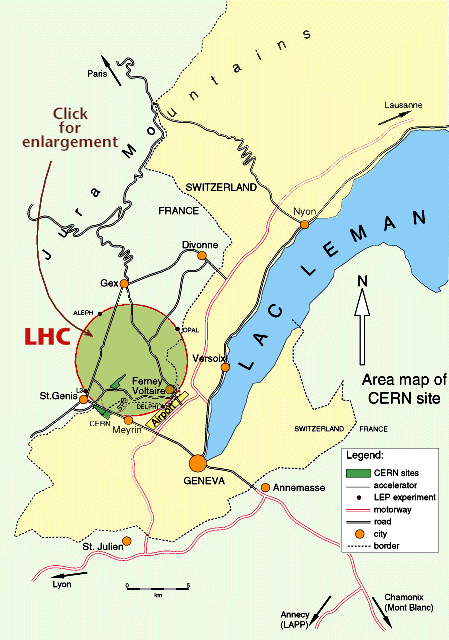 Paris
Jura Mountains
Lausanne
Click
for
enlargement
SWITZERLAND
FRANCE
Nyon
LAC LEMAN
Divonne
Gex
N
ALEPH
OPAL
LHC
Versoix
Area map of
CERN site
Ferney
Voltaire
L3
St.Genis
SPS
DELPHI
Airport
CERN
Meyrin
SWITZERLAND
FRANCE
GENEVA
Legend:
CERN sites
accelerator
LEP experiment
motorway
road
city
border
Annemasse
St. Julien
Lyon
0
5
km
Annecy
(LAPP)
Chamonix
(Mont Blanc)